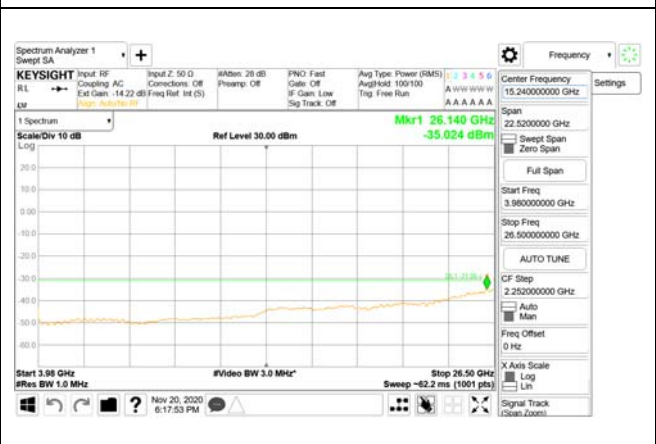 Spectrum Analyzer 1
Swept SA
Frequency
Settings
KEYSIGHT
RL
Input: RF
Coupling: AC
Ext Gain: -14.22 dB
Align: Auto/No RF
Input Z: 50 Ω
Corrections: Off
Freq Ref: Int (S)
#Atten: 28 dB
Preamp: Off
PNO: Fast
Gate: Off
IF Gain: Low
Sig Track: Off
Avg Type: Power (RMS)
Avg|Hold: 100/100
Trig: Free Run
1 2 3 4 5 6
A W W W W W
A A A A A A
1 Spectrum
Scale/Div 10 dB
Log
Ref Level 30.00 dBm
Mkr1 26.140 GHz
-35.024 dBm
20.0
10.0
0.00
-10.0
-20.0
-30.0
-40.0
-50.0
-60.0
Start 3.98 GHz
#Res BW 1.0 MHz
#Video BW 3.0 MHz*
Stop 26.50 GHz
Sweep ~62.2 ms (1001 pts)
Center Frequency
15.240000000 GHz
Span
22.5200000 GHz
Swept Span
Zero Span
Full Span
Start Freq
3.980000000 GHz
Stop Freq
26.500000000 GHz
AUTO TUNE
CF Step
2.252000000 GHz
Auto
Man
Freq Offset
0 Hz
X Axis Scale
Log
Lin
Signal Track
(Span Zoom)
Nov 20, 2020
6:17:53 PM